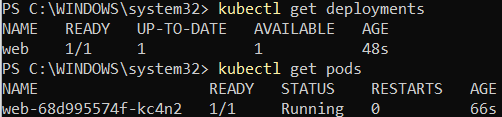 PS C:\WINDOWS\system32> kubectl get deployments
NAME   READY   UP-TO-DATE   AVAILABLE   AGE
web    1/1     1            1           48s
PS C:\WINDOWS\system32> kubectl get pods
NAME                   READY   STATUS    RESTARTS   AGE
web-68d995574f-kc4n2   1/1     Running   0          66s